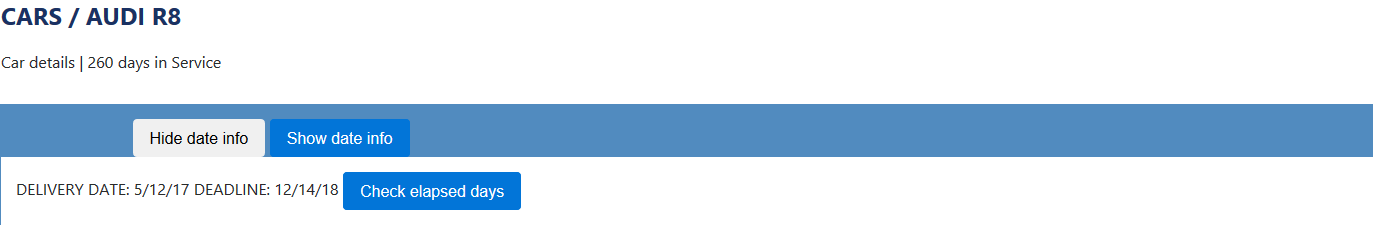 CARS / AUDI R8
Car details | 260 days in Service
Hide date info Show date info
DELIVERY DATE: 5/12/17 DEADLINE: 12/14/18 Check elapsed days